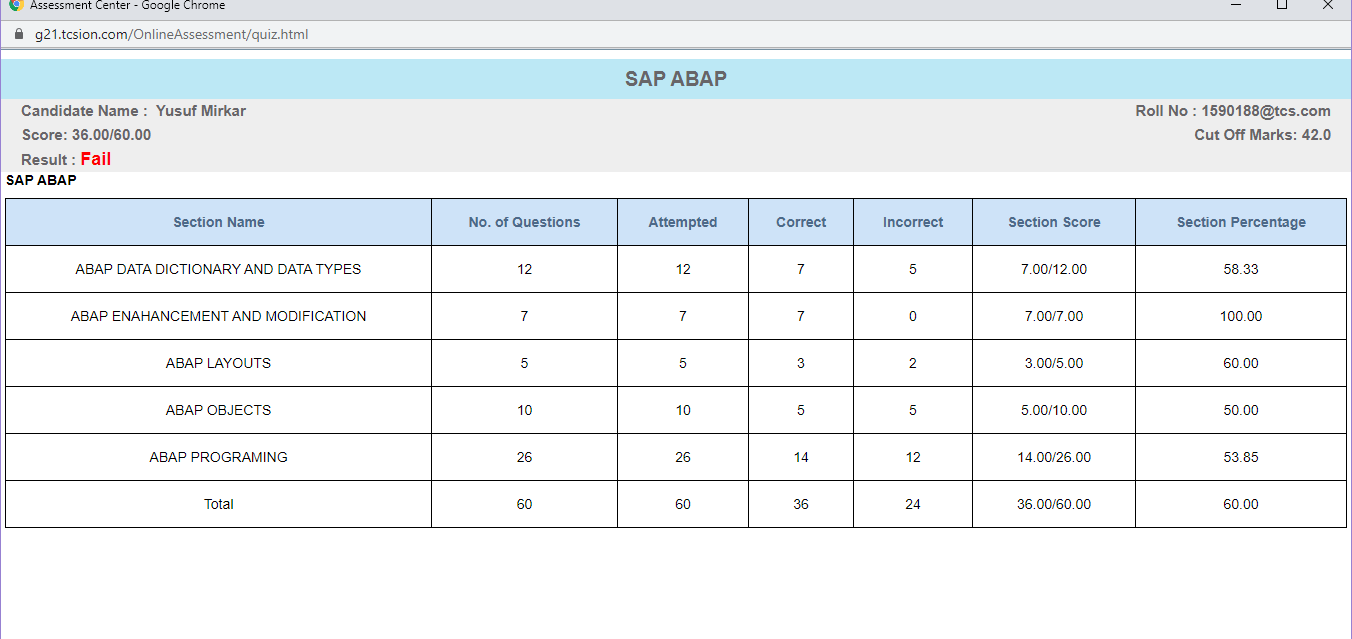 Assessment Center - Google Chrome
g21.tcsion.com/OnlineAssessment/quiz.html
SAP ABAP
Candidate Name : Yusuf Mirkar Roll No : 1590188@tcs.com
Score: 36.00/60.00 Cut Off Marks: 42.0
Result : Fail
SAP ABAP
Section Name No. of Questions Attempted Correct Incorrect Section Score Section Percentage
ABAP DATA DICTIONARY AND DATA TYPES 12 12 7 5 7.00/12.00 58.33
ABAP ENAHANCEMENT AND MODIFICATION 7 7 7 0 7.00/7.00 100.00
ABAP LAYOUTS 5 5 3 2 3.00/5.00 60.00
ABAP OBJECTS 10 10 5 5 5.00/10.00 50.00
ABAP PROGRAMING 26 26 14 12 14.00/26.00 53.85
Total 60 60 36 24 36.00/60.00 60.00